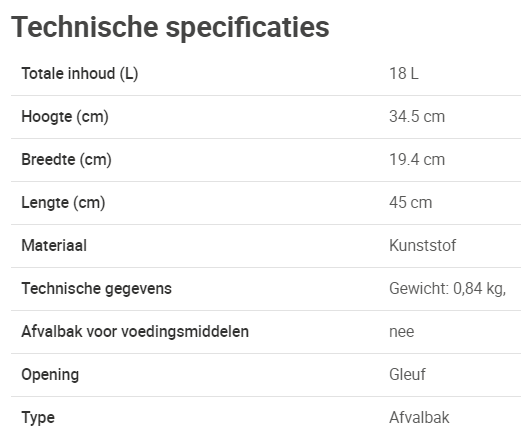 Technische specificaties
Totale inhoud (L) 18 L
Hoogte (cm) 34.5 cm
Breedte (cm) 19.4 cm
Lengte (cm) 45 cm
Materiaal Kunststof
Technische gegevens Gewicht: 0,84 kg,
Afvalbak voor voedingsmiddelen nee
Opening Gleuf
Type Afvalbak